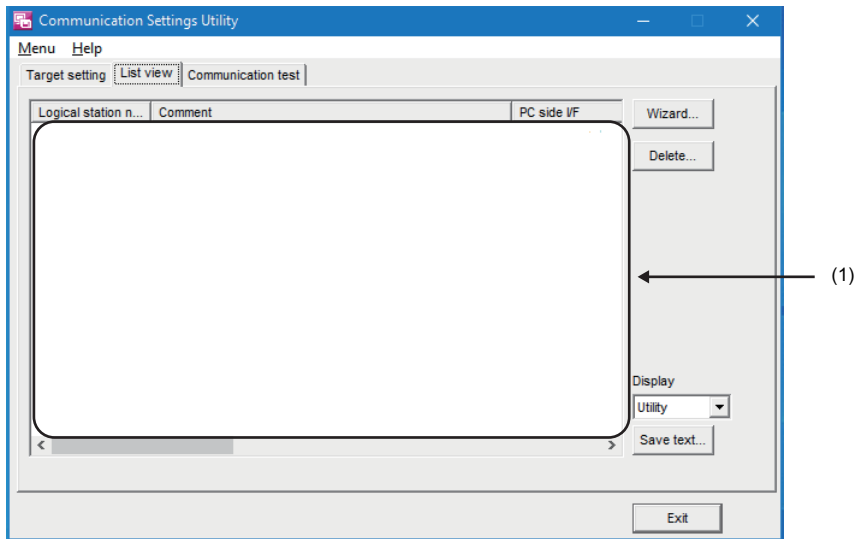 Communication Settings Utility
Menu Help
Target setting List view Communication test
Logical station n... Comment PC side I/F
Wizard...
Delete...
(1)
Display
Utility
Save text...
Exit